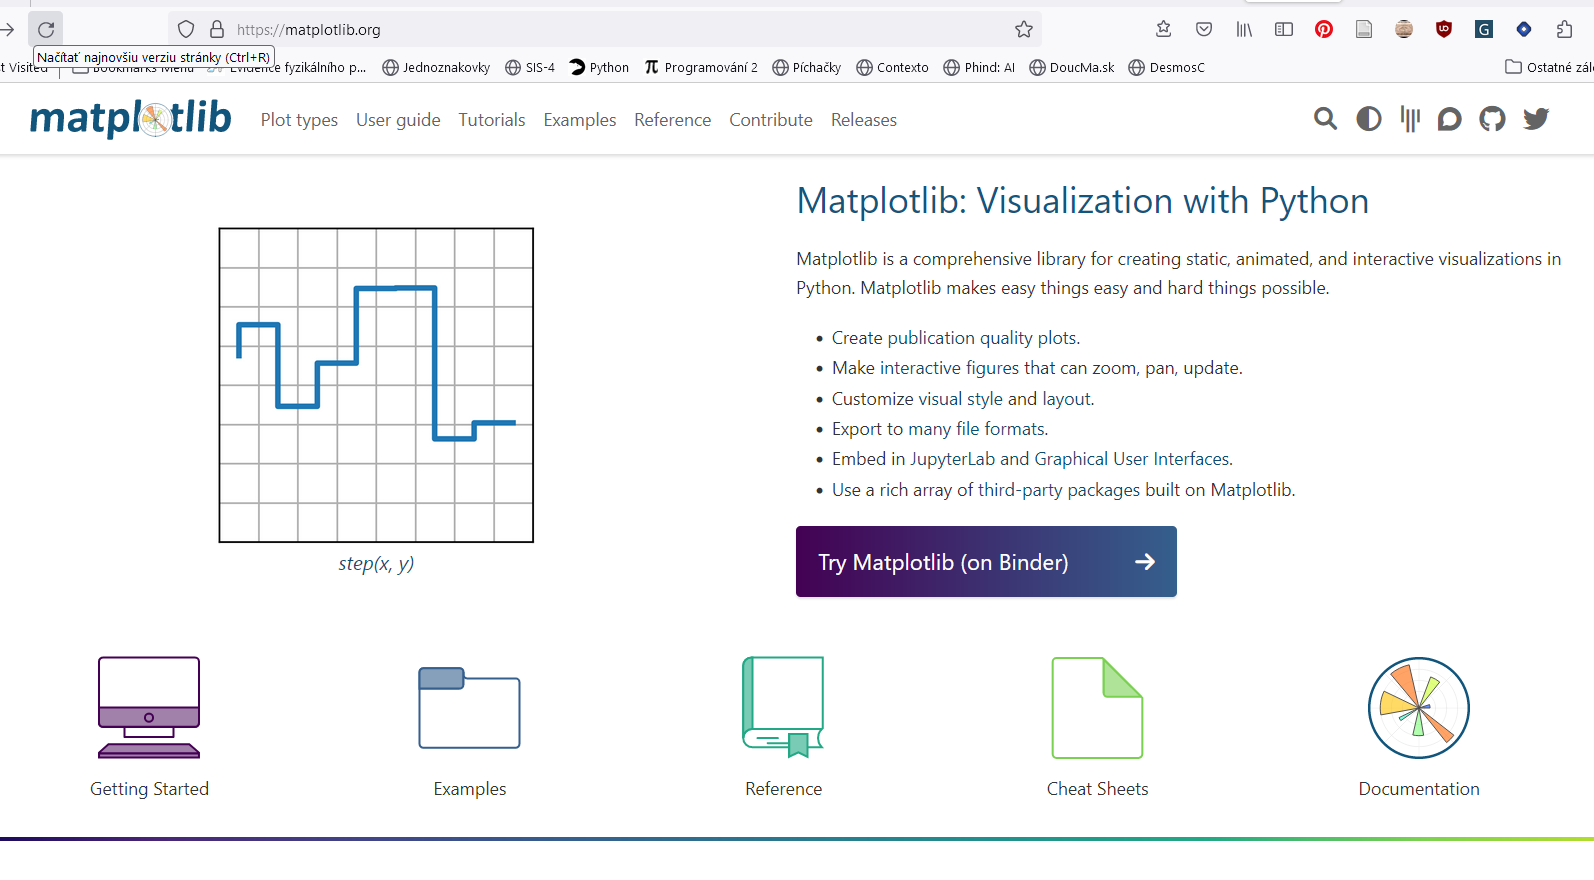 https://matplotlib.org
Načítať najnovšiu verziu stránky (Ctrl+R)
t Visited
Bookmarks Menu
Evidence fyzikálního p...
Jednoznakovky
SIS-4
Python
π Programování 2
Píchačky
Contexto
Phind: AI
DoucMa.sk
DesmosC
Ostatné zál
matplotlib
Plot types
User guide
Tutorials
Examples
Reference
Contribute
Releases
step(x, y)
Matplotlib: Visualization with Python
Matplotlib is a comprehensive library for creating static, animated, and interactive visualizations in
Python. Matplotlib makes easy things easy and hard things possible.
• Create publication quality plots.
• Make interactive figures that can zoom, pan, update.
• Customize visual style and layout.
• Export to many file formats.
• Embed in JupyterLab and Graphical User Interfaces.
• Use a rich array of third-party packages built on Matplotlib.
Try Matplotlib (on Binder)
Getting Started
Examples
Reference
Cheat Sheets
Documentation